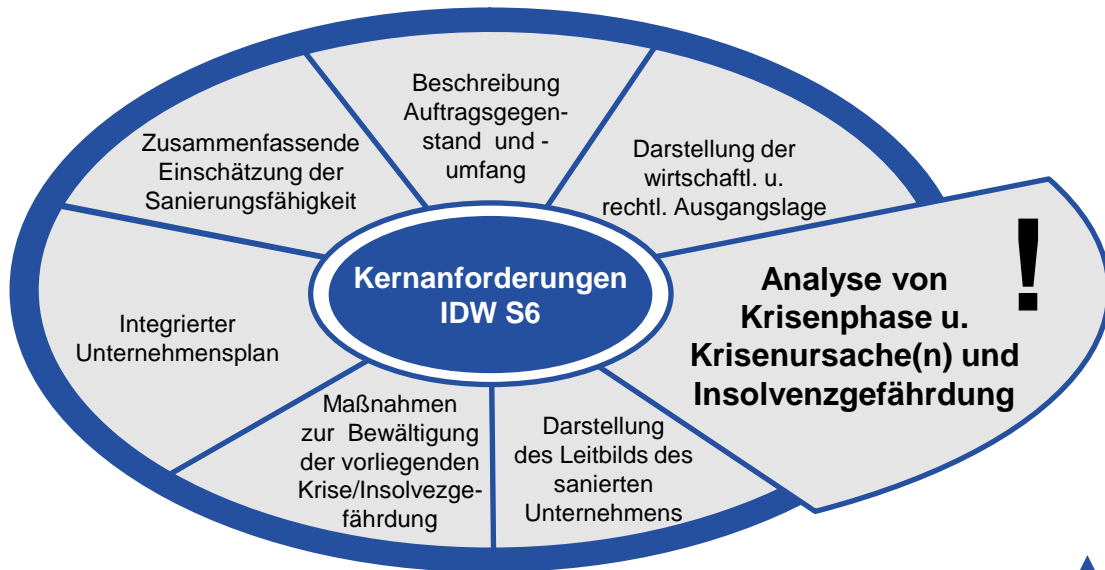 Beschreibung
Auftragsgegen-
stand und -
umfang
Darstellung der
wirtschaftl. u.
rechtl. Ausgangslage
Analyse von
Krisenphase u.
Krisenursache(n) und
Insolvenzgefährdung
!
Darstellung
des Leitbilds des
sanierten
Unternehmens
Maßnahmen
zur Bewältigung
der vorliegenden
Krise/Insolvezge-
fährdung
Integrierter
Unternehmensplan
Zusammenfassende
Einschätzung der
Sanierungsfähigkeit
Kernanforderungen
IDW S6